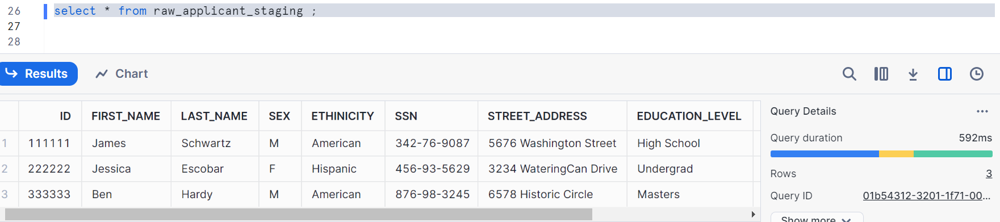 26 select * from raw_applicant_staging ;
27
28
Results Chart
ID FIRST_NAME LAST_NAME SEX ETHINICITY SSN STREET_ADDRESS EDUCATION_LEVEL
1 111111 James Schwartz M American 342-76-9087 5676 Washington Street High School
2 222222 Jessica Escobar F Hispanic 456-93-5629 3234 WateringCan Drive Undergrad
3 333333 Ben Hardy M American 876-98-3245 6578 Historic Circle Masters
Query Details ...
Query duration 592ms
Rows 3
Query ID 01b54312-3201-1f71-00...
Show more